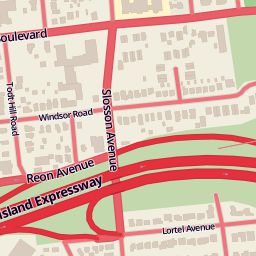 oulevard
Todt Hill Road
Windsor Road
Slosson Avenue
Reon Avenue
Island Expressway
Lortel Avenue